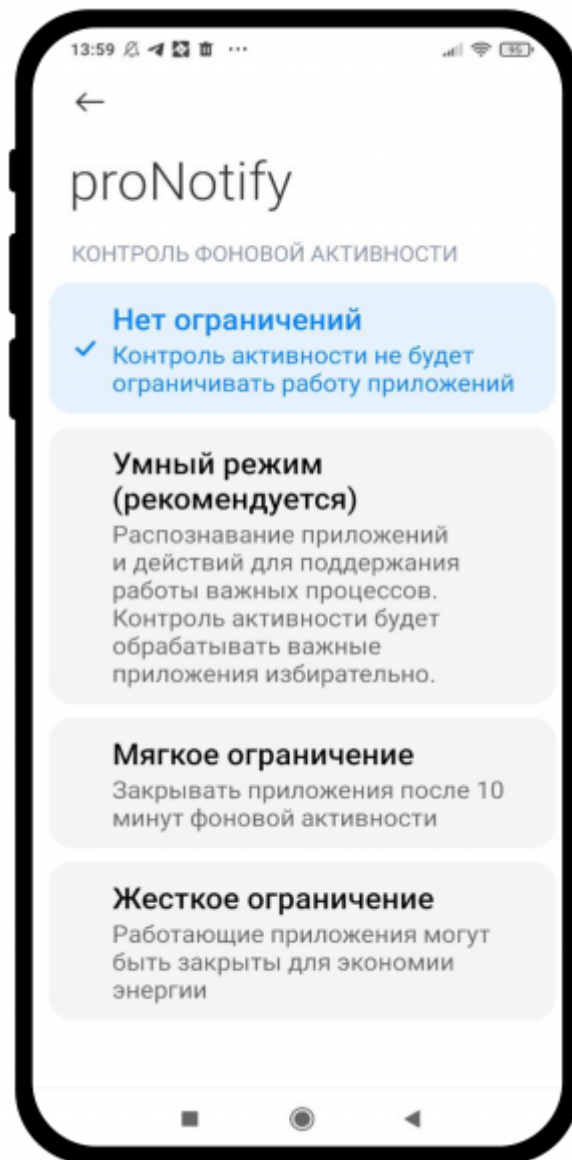 13:59
95
proNotify
КОНТРОЛЬ ФОНОВОЙ АКТИВНОСТИ
Нет ограничений
Контроль активности не будет
ограничивать работу приложений
Умный режим
(рекомендуется)
Распознавание приложений
и действий для поддержания
работы важных процессов.
Контроль активности будет
обрабатывать важные
приложения избирательно.
Мягкое ограничение
Закрывать приложения после 10
минут фоновой активности
Жесткое ограничение
Работающие приложения могут
быть закрыты для экономии
энергии